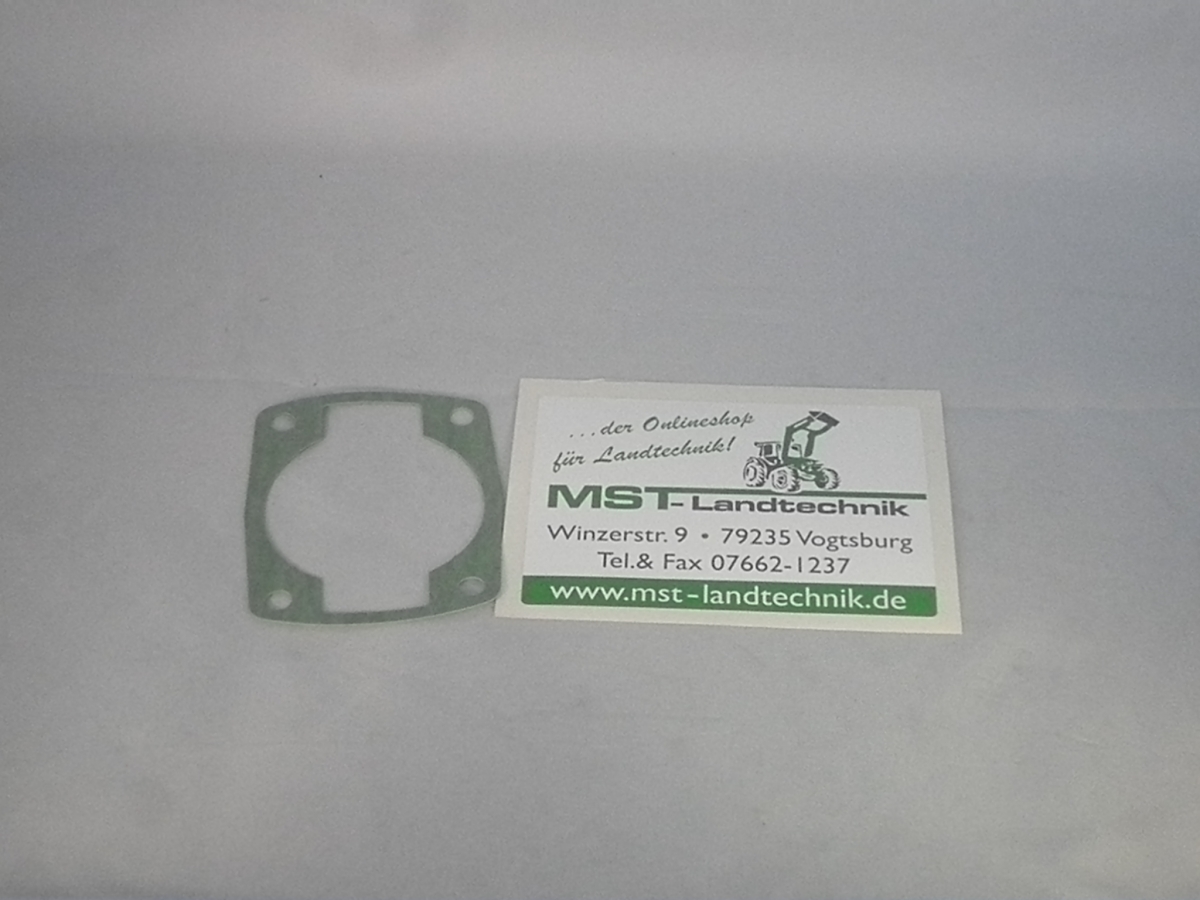 ...der Onlineshop
für Landtechnik!
MST-Landtechnik
Winzerstr. 9 • 79235 Vogtsburg
Tel.& Fax 07662-1237
www.mst-landtechnik.de